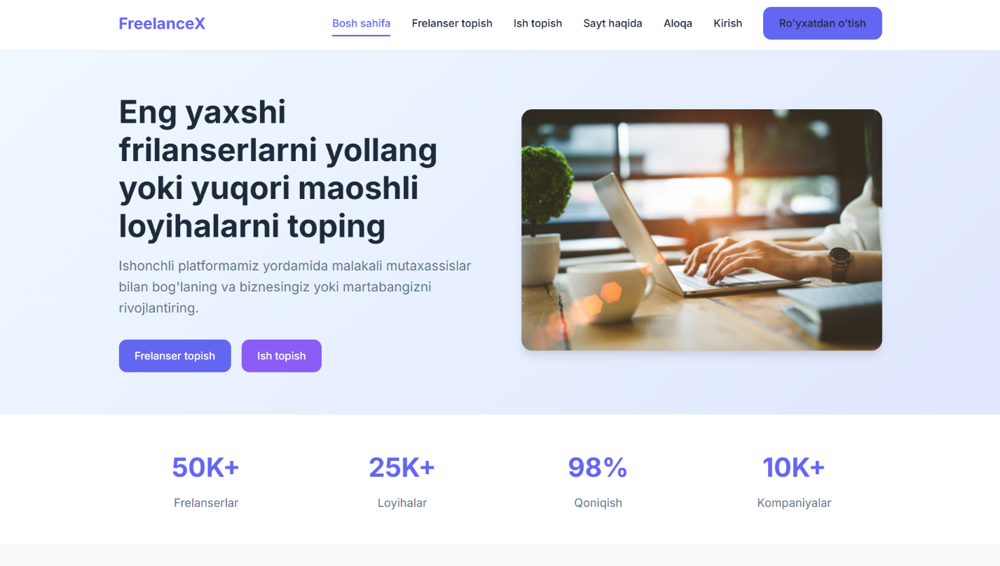 FreelanceX
Bosh sahifa
Frelanser topish
Ish topish
Sayt haqida
Aloqa
Kirish
Ro'yxatdan o'tish
Eng yaxshi
frilanserlarni yollang
yoki yuqori maoshli
loyihalarni toping
Ishonchli platformamiz yordamida malakali mutaxassislar
bilan bog'laning va biznesingiz yoki martabangizni
rivojlantiring.
Frelanser topish
Ish topish
50K+
Frelanserlar
25K+
Loyihalar
98%
Qoniqish
10K+
Kompaniyalar